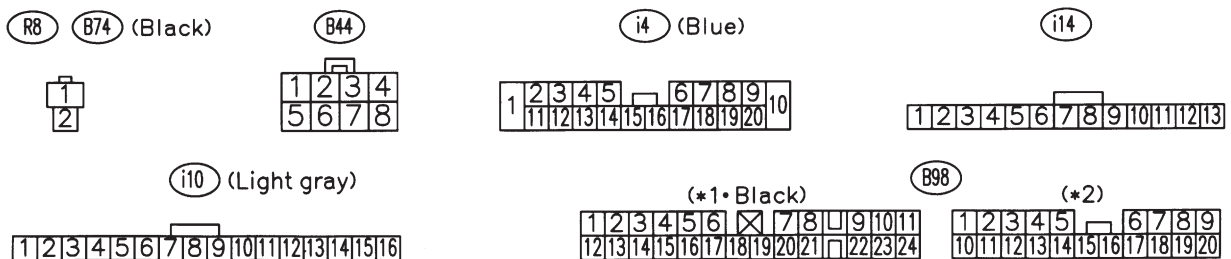 R8 B74 (Black) B44 i4 (Blue) i14
1
2
1 2 3 4
5 6 7 8
1 2 3 4 5 6 7 8 9 10
11 12 13 14 15 16 17 18 19 20
1 2 3 4 5 6 7 8 9 10 11 12 13
i10 (Light gray) B98
(*1•Black) (*2)
1 2 3 4 5 6 7 8 9 10 11 12 13 14 15 16
1 2 3 4 5 6 7 8 9 10 11
12 13 14 15 16 17 18 19 20 21 22 23 24
1 2 3 4 5 6 7 8 9
10 11 12 13 14 15 16 17 18 19 20